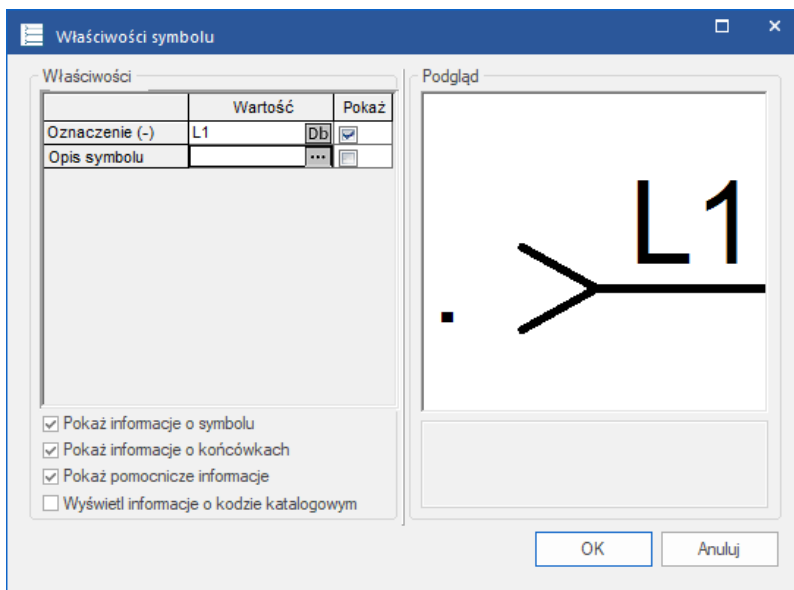 Właściwości symbolu
Właściwości
Wartość Pokaż
Oznaczenie (-) L1 Db
Opis symbolu ...
Pokaż informacje o symbolu
Pokaż informacje o końcówkach
Pokaż pomocnicze informacje
Wyświetl informacje o kodzie katalogowym
Podgląd
L1
.
OK Anuluj